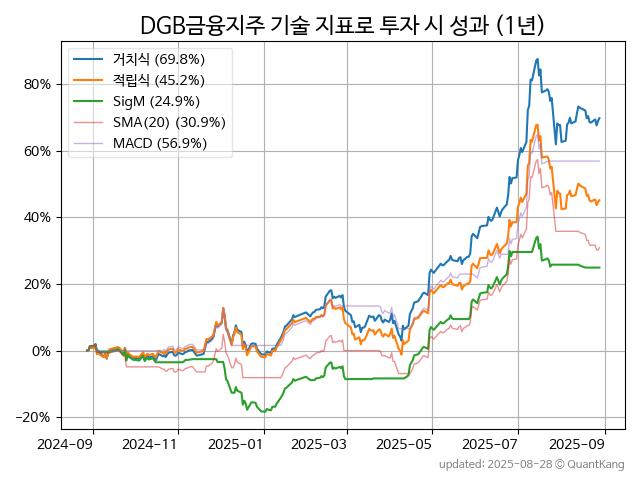 DGB금융지주 기술 지표로 투자 시 성과 (1년)
거치식 (69.8%)
적립식 (45.2%)
SigM (24.9%)
SMA(20) (30.9%)
MACD (56.9%)
80%
60%
40%
20%
0%
−20%
2024-09 2024-11 2025-01 2025-03 2025-05 2025-07 2025-09
updated: 2025-08-28 © QuantKang